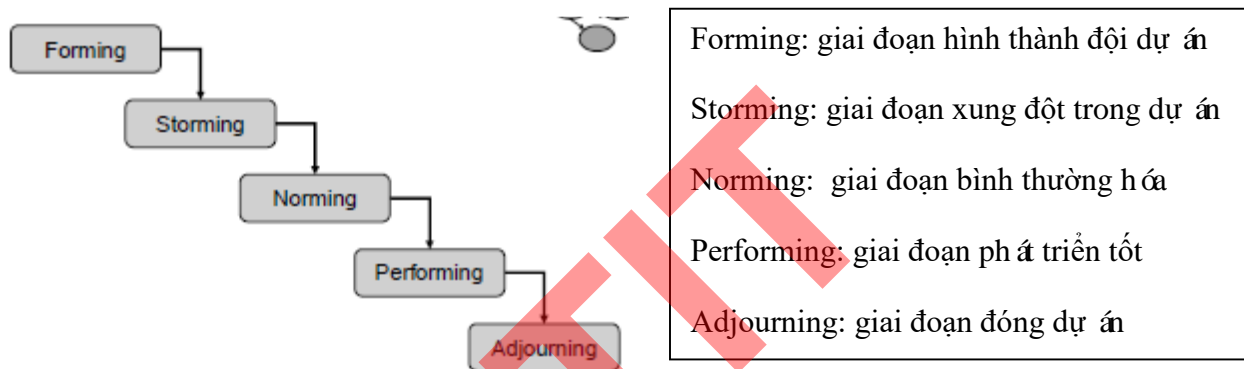 Forming
Storming
Norming
Performing
Adjourning
Forming: giai đoạn hình thành đội dự án
Storming: giai đoạn xung đột trong dự án
Norming: giai đoạn bình thường hóa
Performing: giai đoạn phát triển tốt
Adjourning: giai đoạn đóng dự án